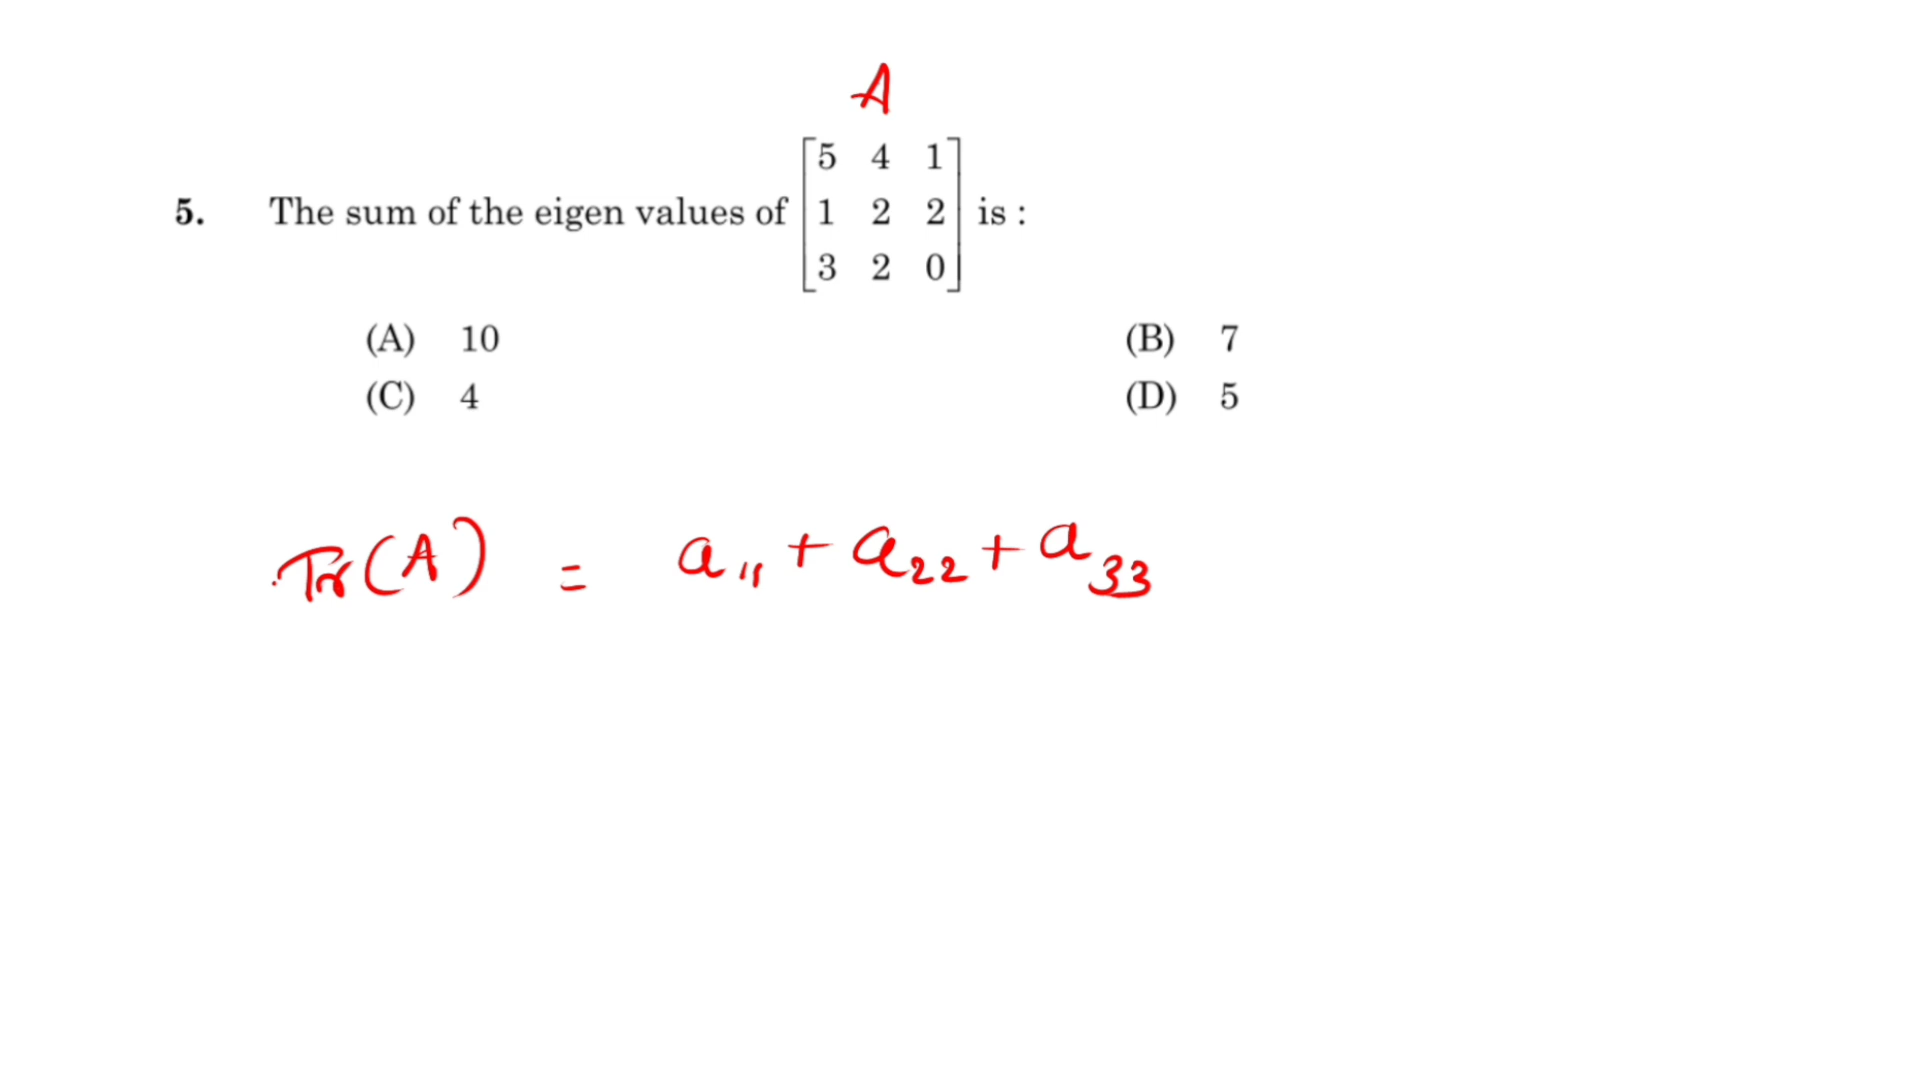 A
5. The sum of the eigen values of [5 4 1
1 2 2
3 2 0] is :
(A) 10 (B) 7
(C) 4 (D) 5
Tr(A) = a₁₁ + a₂₂ + a₃₃